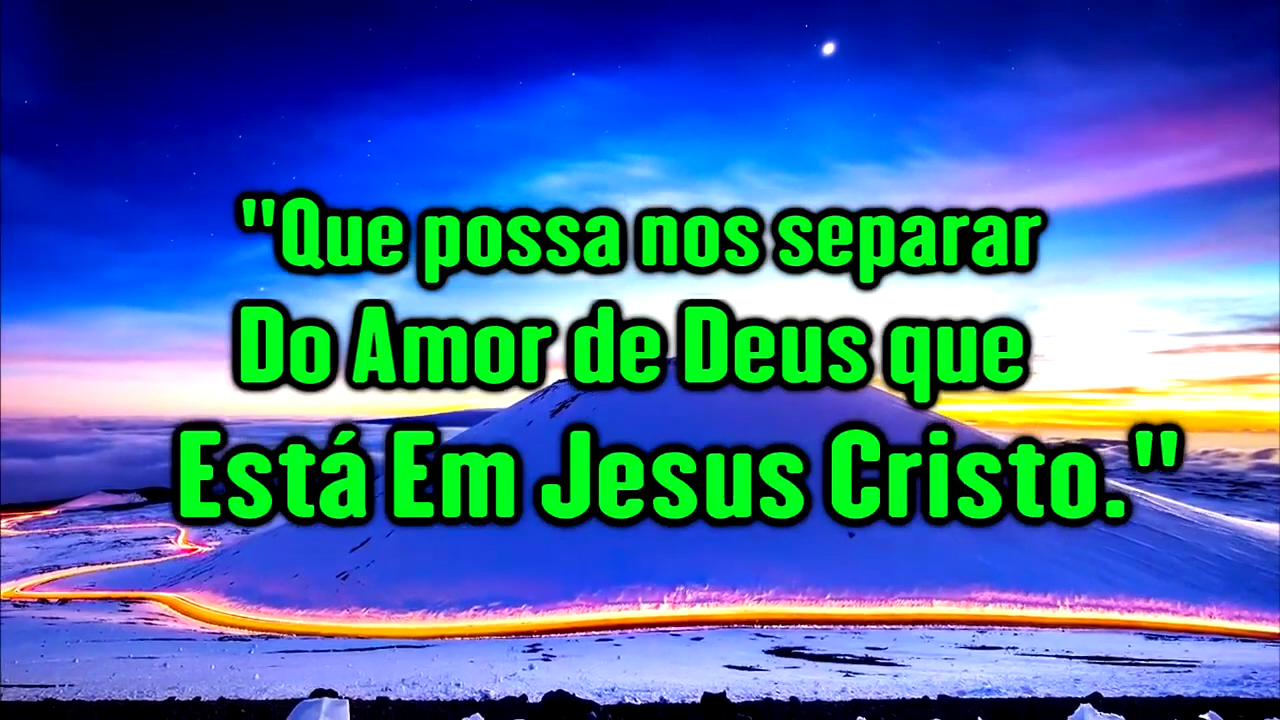 "Que possa nos separar
Do Amor de Deus que
Está Em Jesus Cristo."